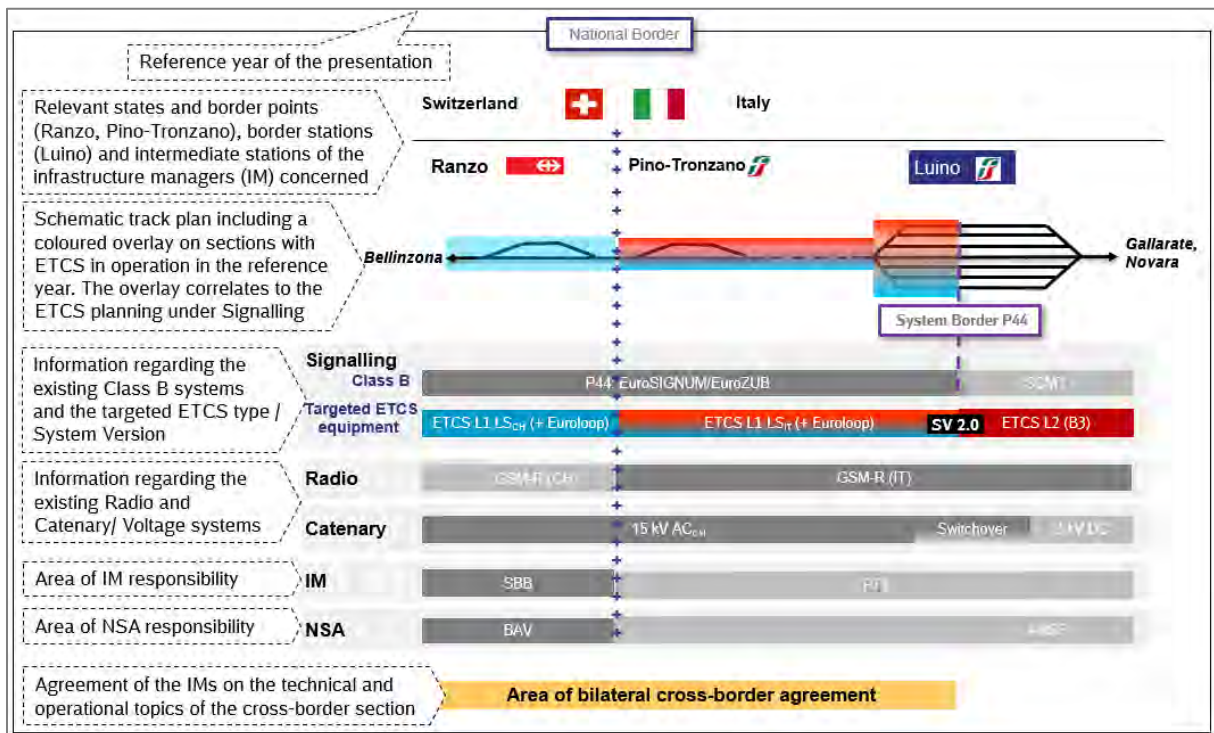 National Border
Reference year of the presentation
Relevant states and border points
(Ranzo, Pino-Tronzano), border stations
(Luino) and intermediate stations of the
infrastructure managers (IM) concerned
Switzerland
Italy
Ranzo
Pino-Tronzano
Luino
Schematic track plan including a
coloured overlay on sections with
ETCS in operation in the reference
year. The overlay correlates to the
ETCS planning under Signalling
Bellinzona
Gallarate,
Novara
System Border P44
Information regarding the
existing Class B systems
and the targeted ETCS type /
System Version
Signalling
Class B
P44: EuroSIGNUM/EuroZUB
SCMT
Targeted ETCS
equipment
ETCS L1 LSCH (+ Euroloop)
ETCS L1 LSIT (+ Euroloop)
SV 2.0
ETCS L2 (B3)
Information regarding the
existing Radio and
Catenary/ Voltage systems
Radio
GSM-R (CH)
GSM-R (IT)
Catenary
15 kV ACCH
Switchover
3 kV DC
Area of IM responsibility
IM
SBB
RFI
Area of NSA responsibility
NSA
BAV
Agreement of the IMs on the technical and
operational topics of the cross-border section
Area of bilateral cross-border agreement